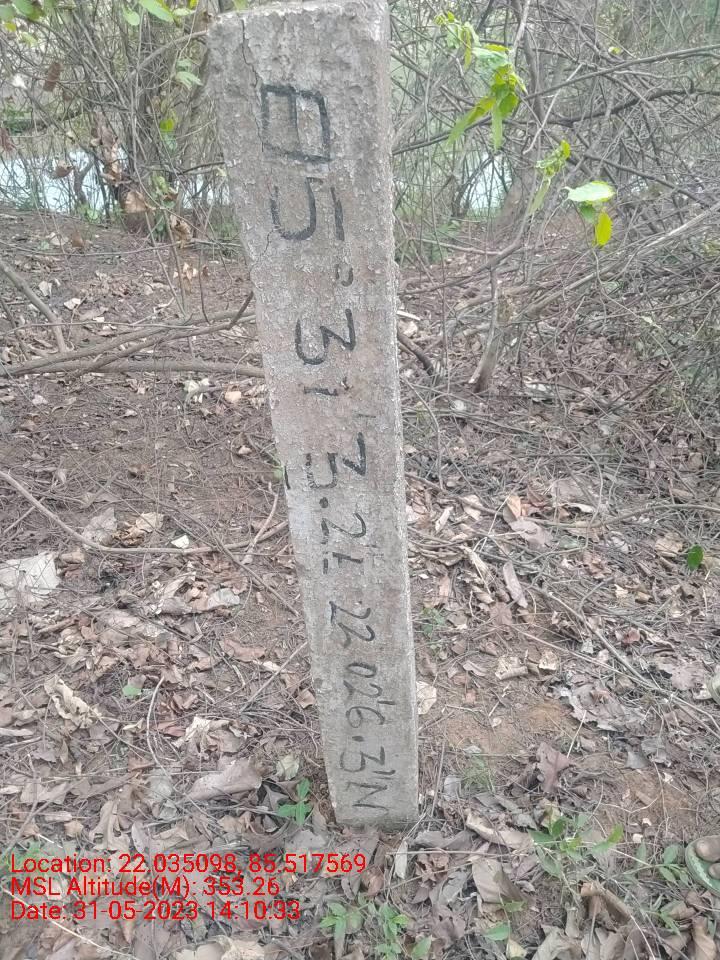 85°31'3.2E 22 02'6.3"N
Location: 22.035098, 85.517569
MSL Altitude(M): 353.26
Date: 31-05-2023 14:10:33